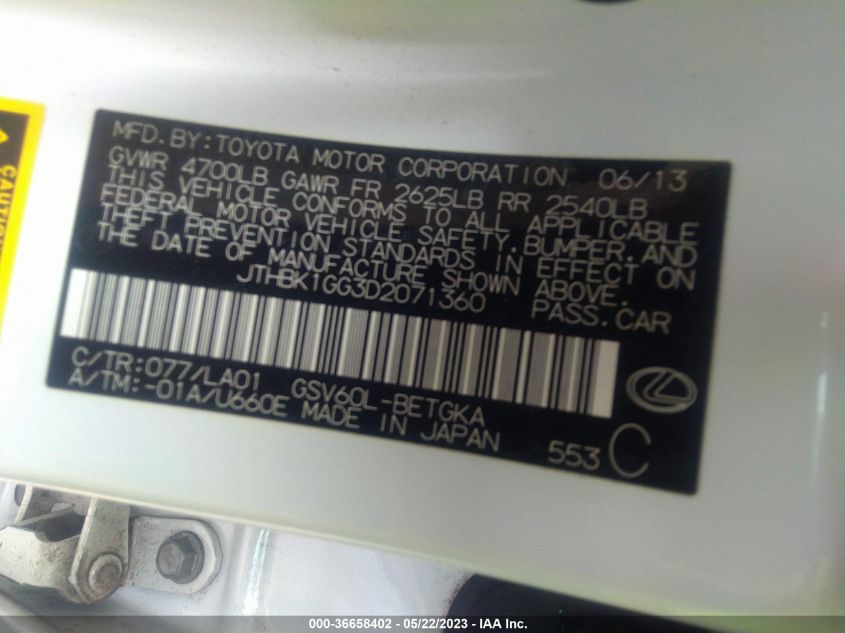 MFD.BY:TOYOTA MOTOR CORPORATION 06/13
GVWR 4700LB GAWR FR 2625LB RR 2540LB
THIS VEHICLE CONFORMS TO ALL APPLICABLE
FEDERAL MOTOR VEHICLE SAFETY,BUMPER,AND
THEFT PREVENTION STANDARDS IN EFFECT ON
THE DATE OF MANUFACTURE SHOWN ABOVE.
JTHBK1GG3D2071360 PASS.CAR
C/TR:077/LA01 GSV60L-BETGKA
A/TM:-01A/U660E MADE IN JAPAN
553 C
000-36658402 - 05/22/2023 - IAA Inc.